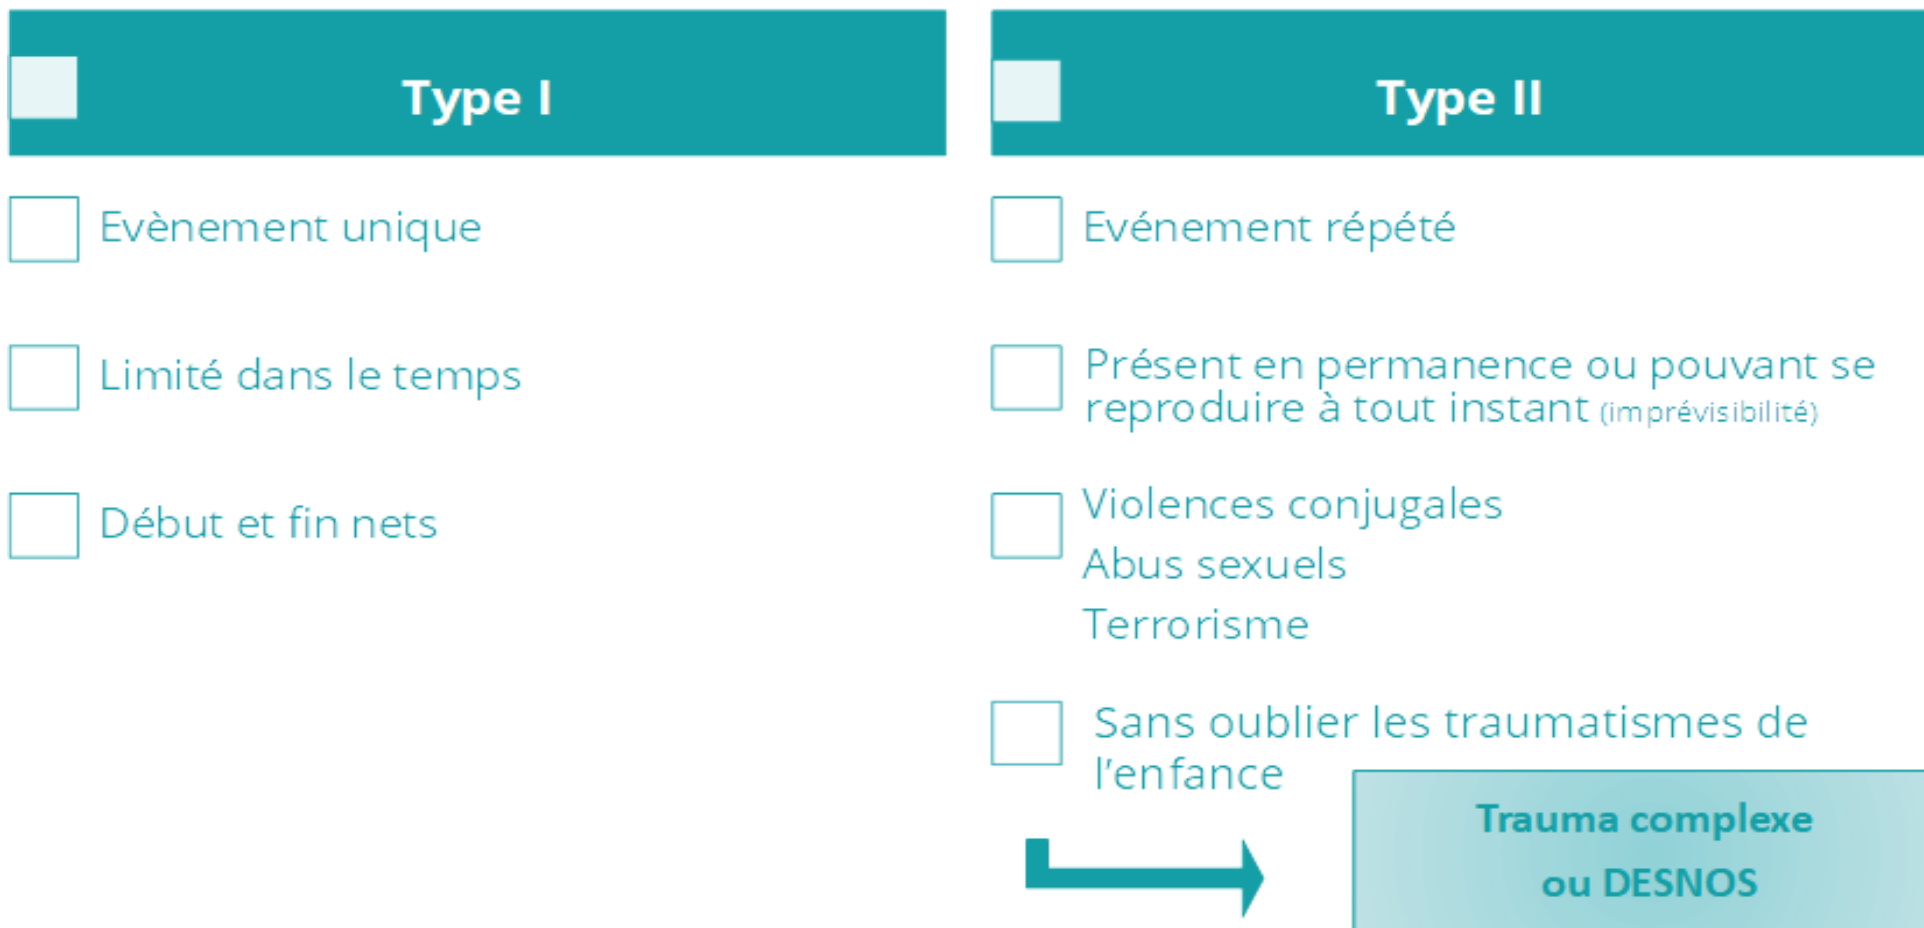 Type I
Evènement unique
Limité dans le temps
Début et fin nets
Type II
Evénement répété
Présent en permanence ou pouvant se
reproduire à tout instant (imprévisibilité)
Violences conjugales
Abus sexuels
Terrorisme
Sans oublier les traumatismes de
l'enfance
Trauma complexe
ou DESNOS